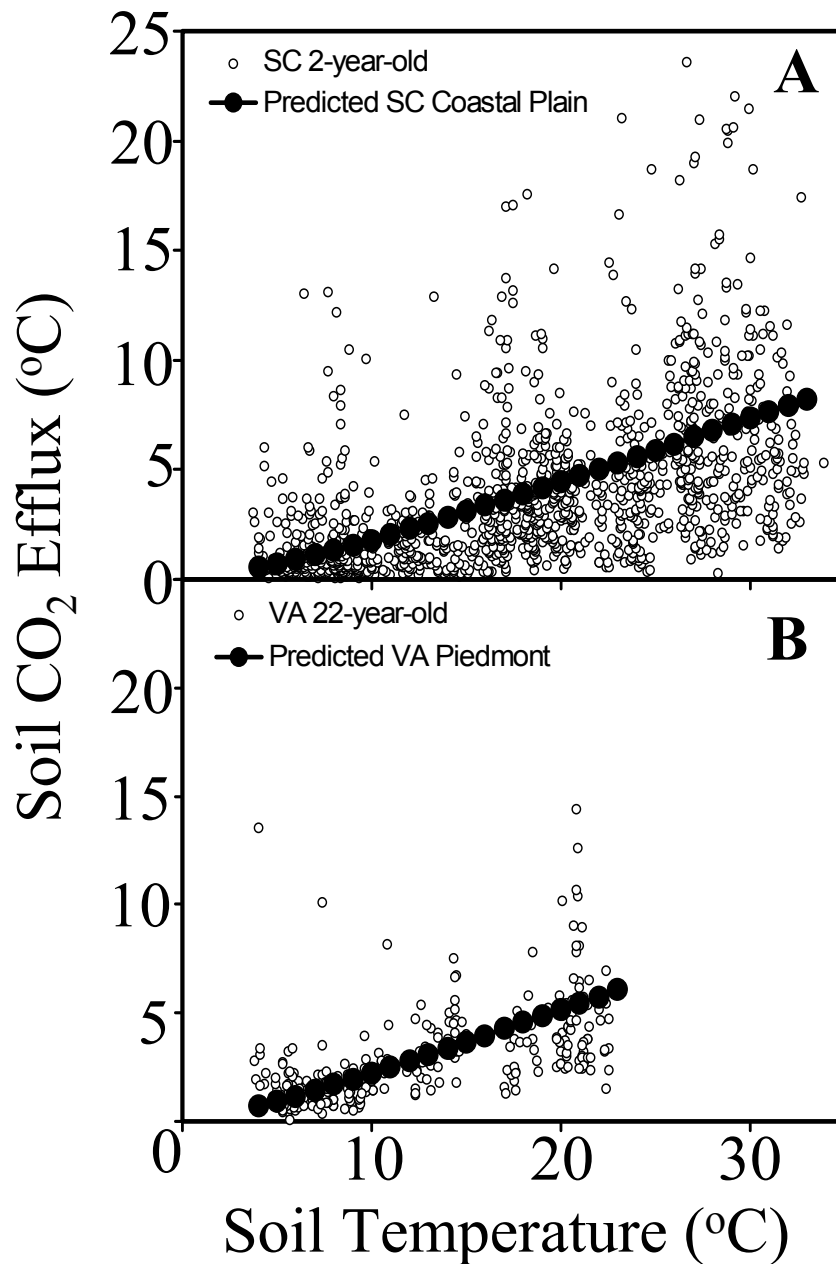 25
SC 2-year-old
A
Predicted SC Coastal Plain
20
15
10
5
0
VA 22-year-old
B
Predicted VA Piedmont
20
15
10
5
0
10
20
30
Soil CO₂ Efflux (ºC)
Soil Temperature (ºC)